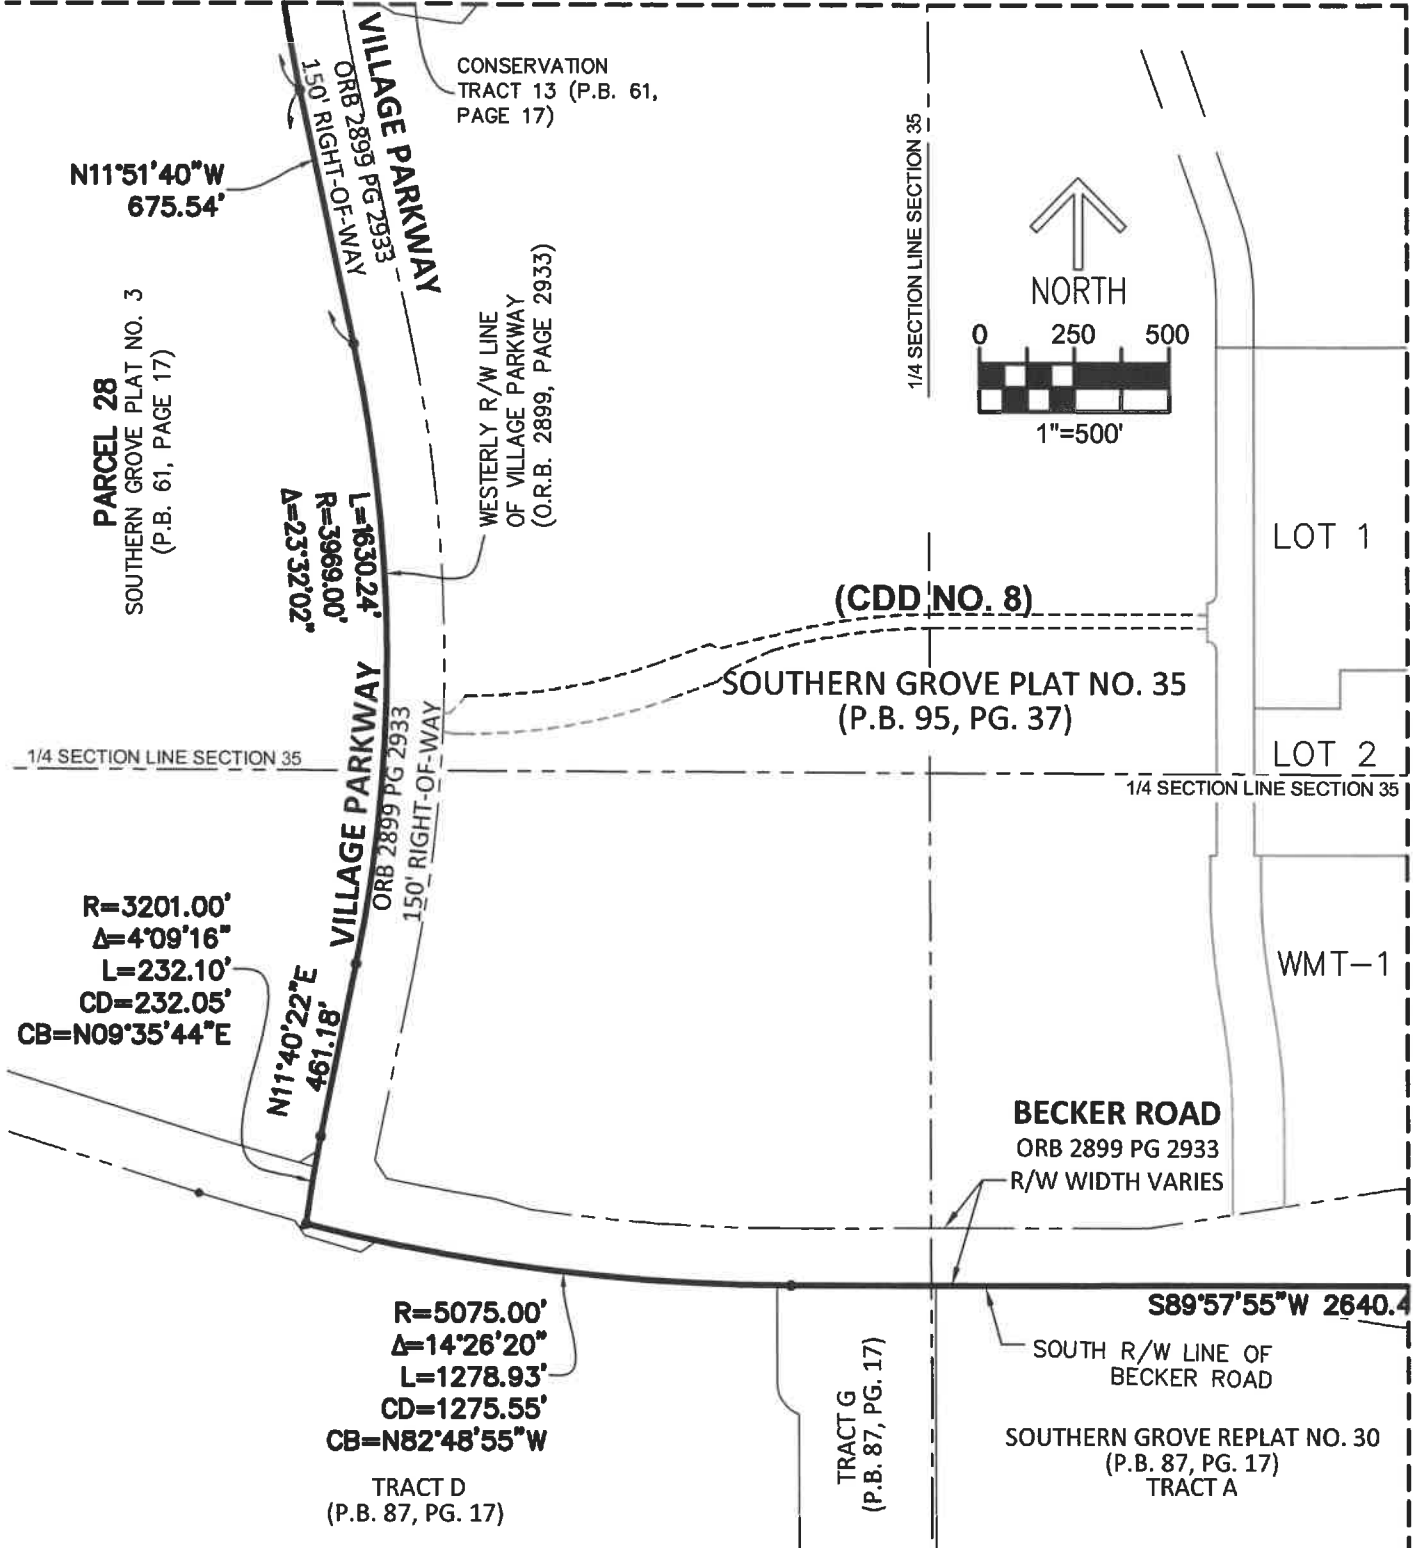 VILLAGE PARKWAY
ORB 2899 PG 2933
150' RIGHT-OF-WAY
CONSERVATION
TRACT 13 (P.B. 61,
PAGE 17)
N11°51'40"W
675.54'
1/4 SECTION LINE SECTION 35
NORTH
0 250 500
1"=500'
PARCEL 28
SOUTHERN GROVE PLAT NO. 3
(P.B. 61, PAGE 17)
WESTERLY R/W LINE
OF VILLAGE PARKWAY
(O.R.B. 2899, PAGE 2933)
L=1630.24'
R=3969.00'
Δ=23°32'02"
LOT 1
(CDD NO. 8)
SOUTHERN GROVE PLAT NO. 35
(P.B. 95, PG. 37)
1/4 SECTION LINE SECTION 35
LOT 2
1/4 SECTION LINE SECTION 35
VILLAGE PARKWAY
ORB 2899 PG 2933
150' RIGHT-OF-WAY
R=3201.00'
Δ=4°09'16"
L=232.10'
CD=232.05'
CB=N09°35'44"E
N11°40'22"E
461.18'
WMT-1
BECKER ROAD
ORB 2899 PG 2933
R/W WIDTH VARIES
S89°57'55"W 2640.4
R=5075.00'
Δ=14°26'20"
L=1278.93'
CD=1275.55'
CB=N82°48'55"W
SOUTH R/W LINE OF
BECKER ROAD
TRACT G
(P.B. 87, PG. 17)
SOUTHERN GROVE REPLAT NO. 30
(P.B. 87, PG. 17)
TRACT A
TRACT D
(P.B. 87, PG. 17)